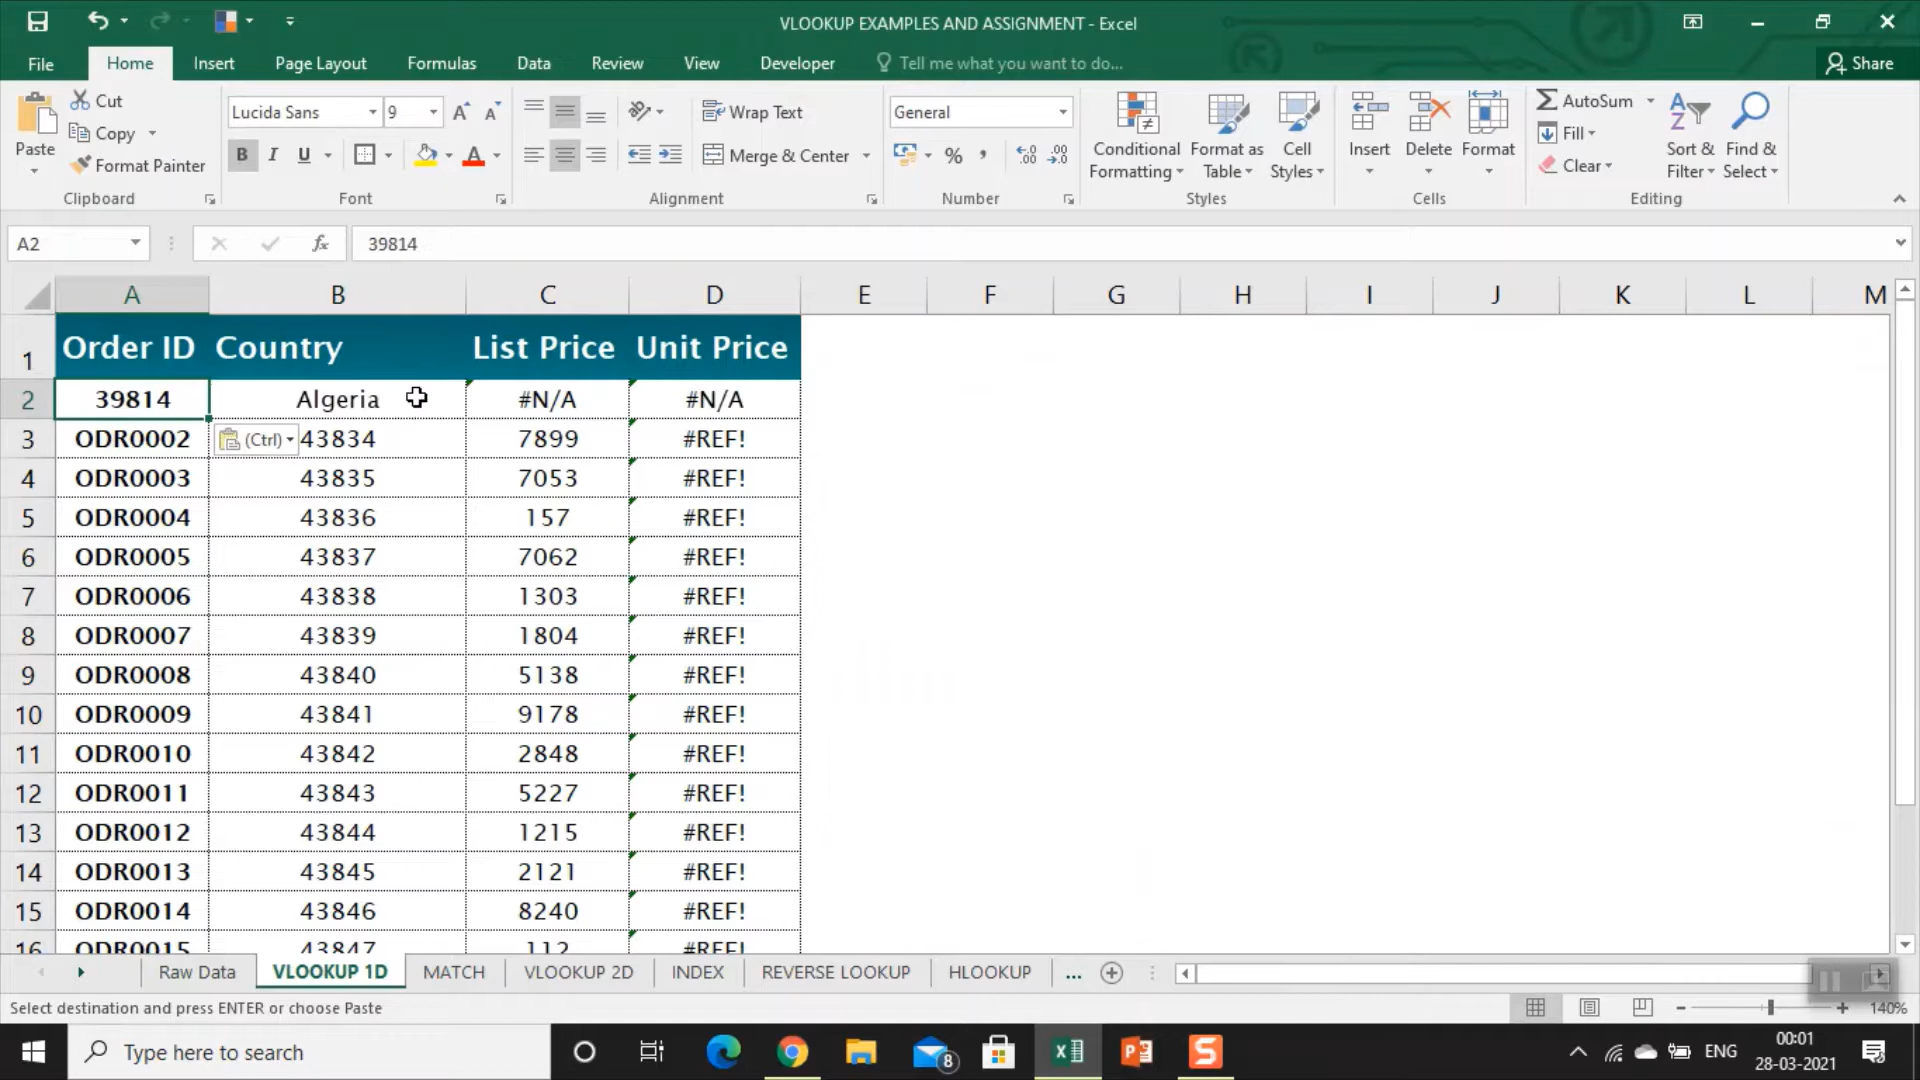 VLOOKUP EXAMPLES AND ASSIGNMENT - Excel
File Home Insert Page Layout Formulas Data Review View Developer Tell me what you want to do... Share
Paste Cut Copy Format Painter Clipboard
Lucida Sans 9 B I U A Font
Wrap Text Merge & Center Alignment
General % , Number
Conditional Formatting Format as Table Cell Styles Styles
Insert Delete Format Cells
AutoSum Fill Clear Sort & Filter Find & Select Editing
A2 fx 39814
A B C D E F G H I J K L M
1 Order ID Country List Price Unit Price
2 39814 Algeria #N/A #N/A
3 ODR0002 (Ctrl) 43834 7899 #REF!
4 ODR0003 43835 7053 #REF!
5 ODR0004 43836 157 #REF!
6 ODR0005 43837 7062 #REF!
7 ODR0006 43838 1303 #REF!
8 ODR0007 43839 1804 #REF!
9 ODR0008 43840 5138 #REF!
10 ODR0009 43841 9178 #REF!
11 ODR0010 43842 2848 #REF!
12 ODR0011 43843 5227 #REF!
13 ODR0012 43844 1215 #REF!
14 ODR0013 43845 2121 #REF!
15 ODR0014 43846 8240 #REF!
16 ODR0015 43847 112 #REF!
Raw Data VLOOKUP 1D MATCH VLOOKUP 2D INDEX REVERSE LOOKUP HLOOKUP ...
Select destination and press ENTER or choose Paste 140%
Type here to search 8 ENG 00:01
28-03-2021